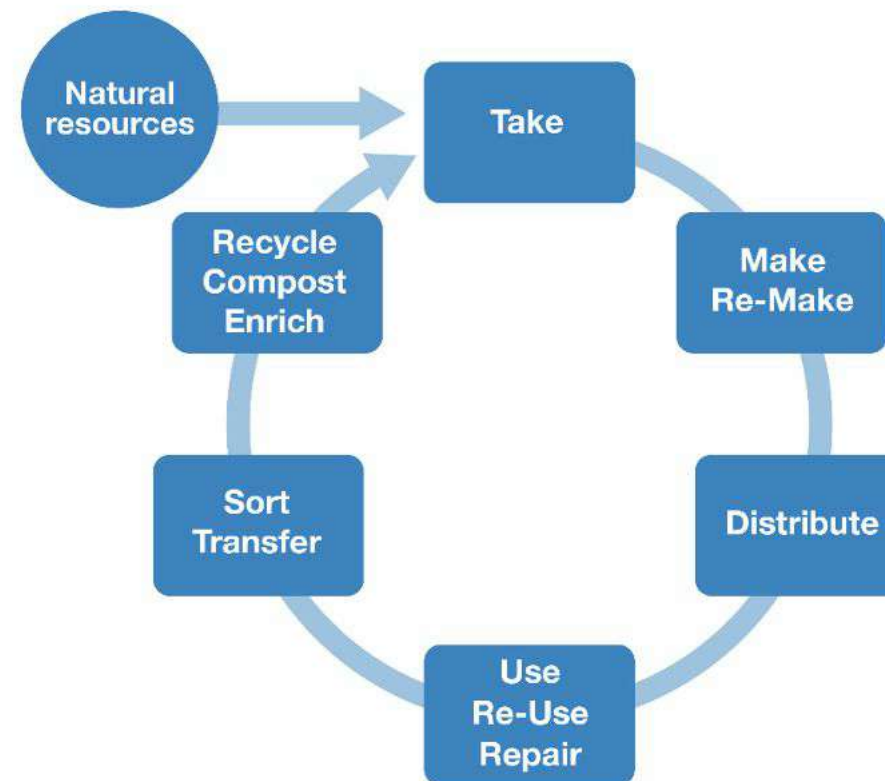 Natural
resources
Take
Make
Re-Make
Distribute
Use
Re-Use
Repair
Sort
Transfer
Recycle
Compost
Enrich